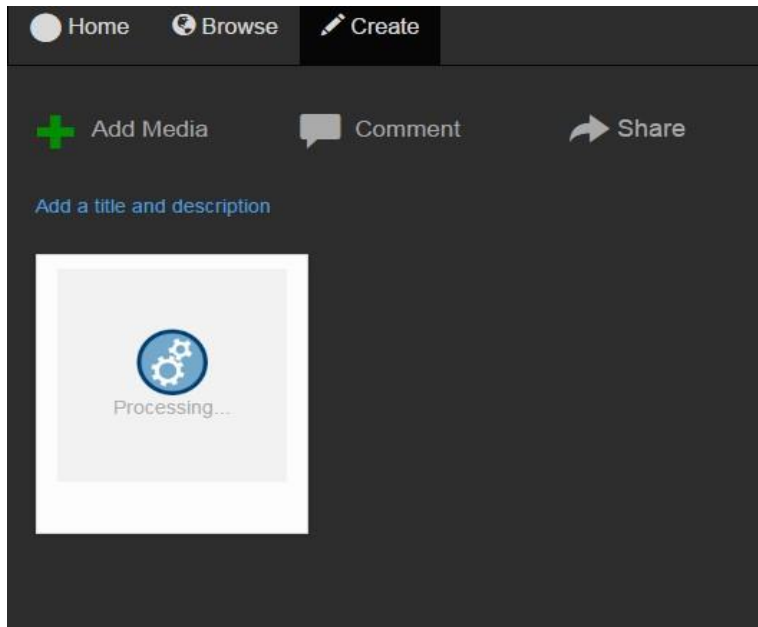 Home Browse Create
Add Media Comment Share
Add a title and description
Processing...